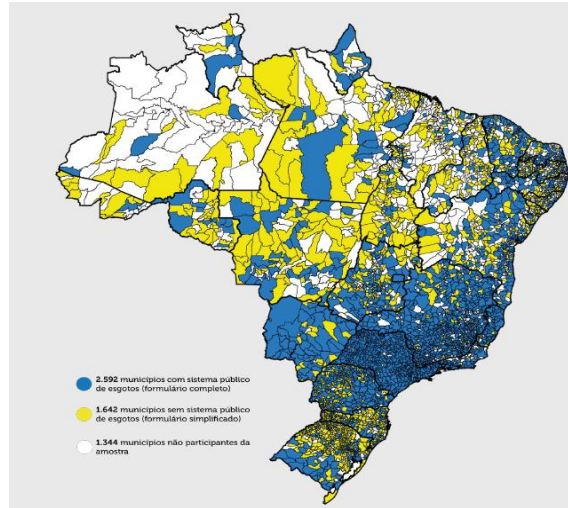 2.592 municípios com sistema público
de esgotos (formulário completo)
1.642 municípios sem sistema público
de esgotos (formulário simplificado)
1.344 municípios não participantes da
amostra